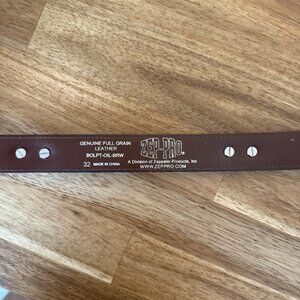 GENUINE FULL GRAIN
LEATHER
BOLPT-OIL-BRW
32 MADE IN CHINA
ZEP-PRO®
A Division of Zeppelin Products, Inc
WWW.ZEPPRO.COM